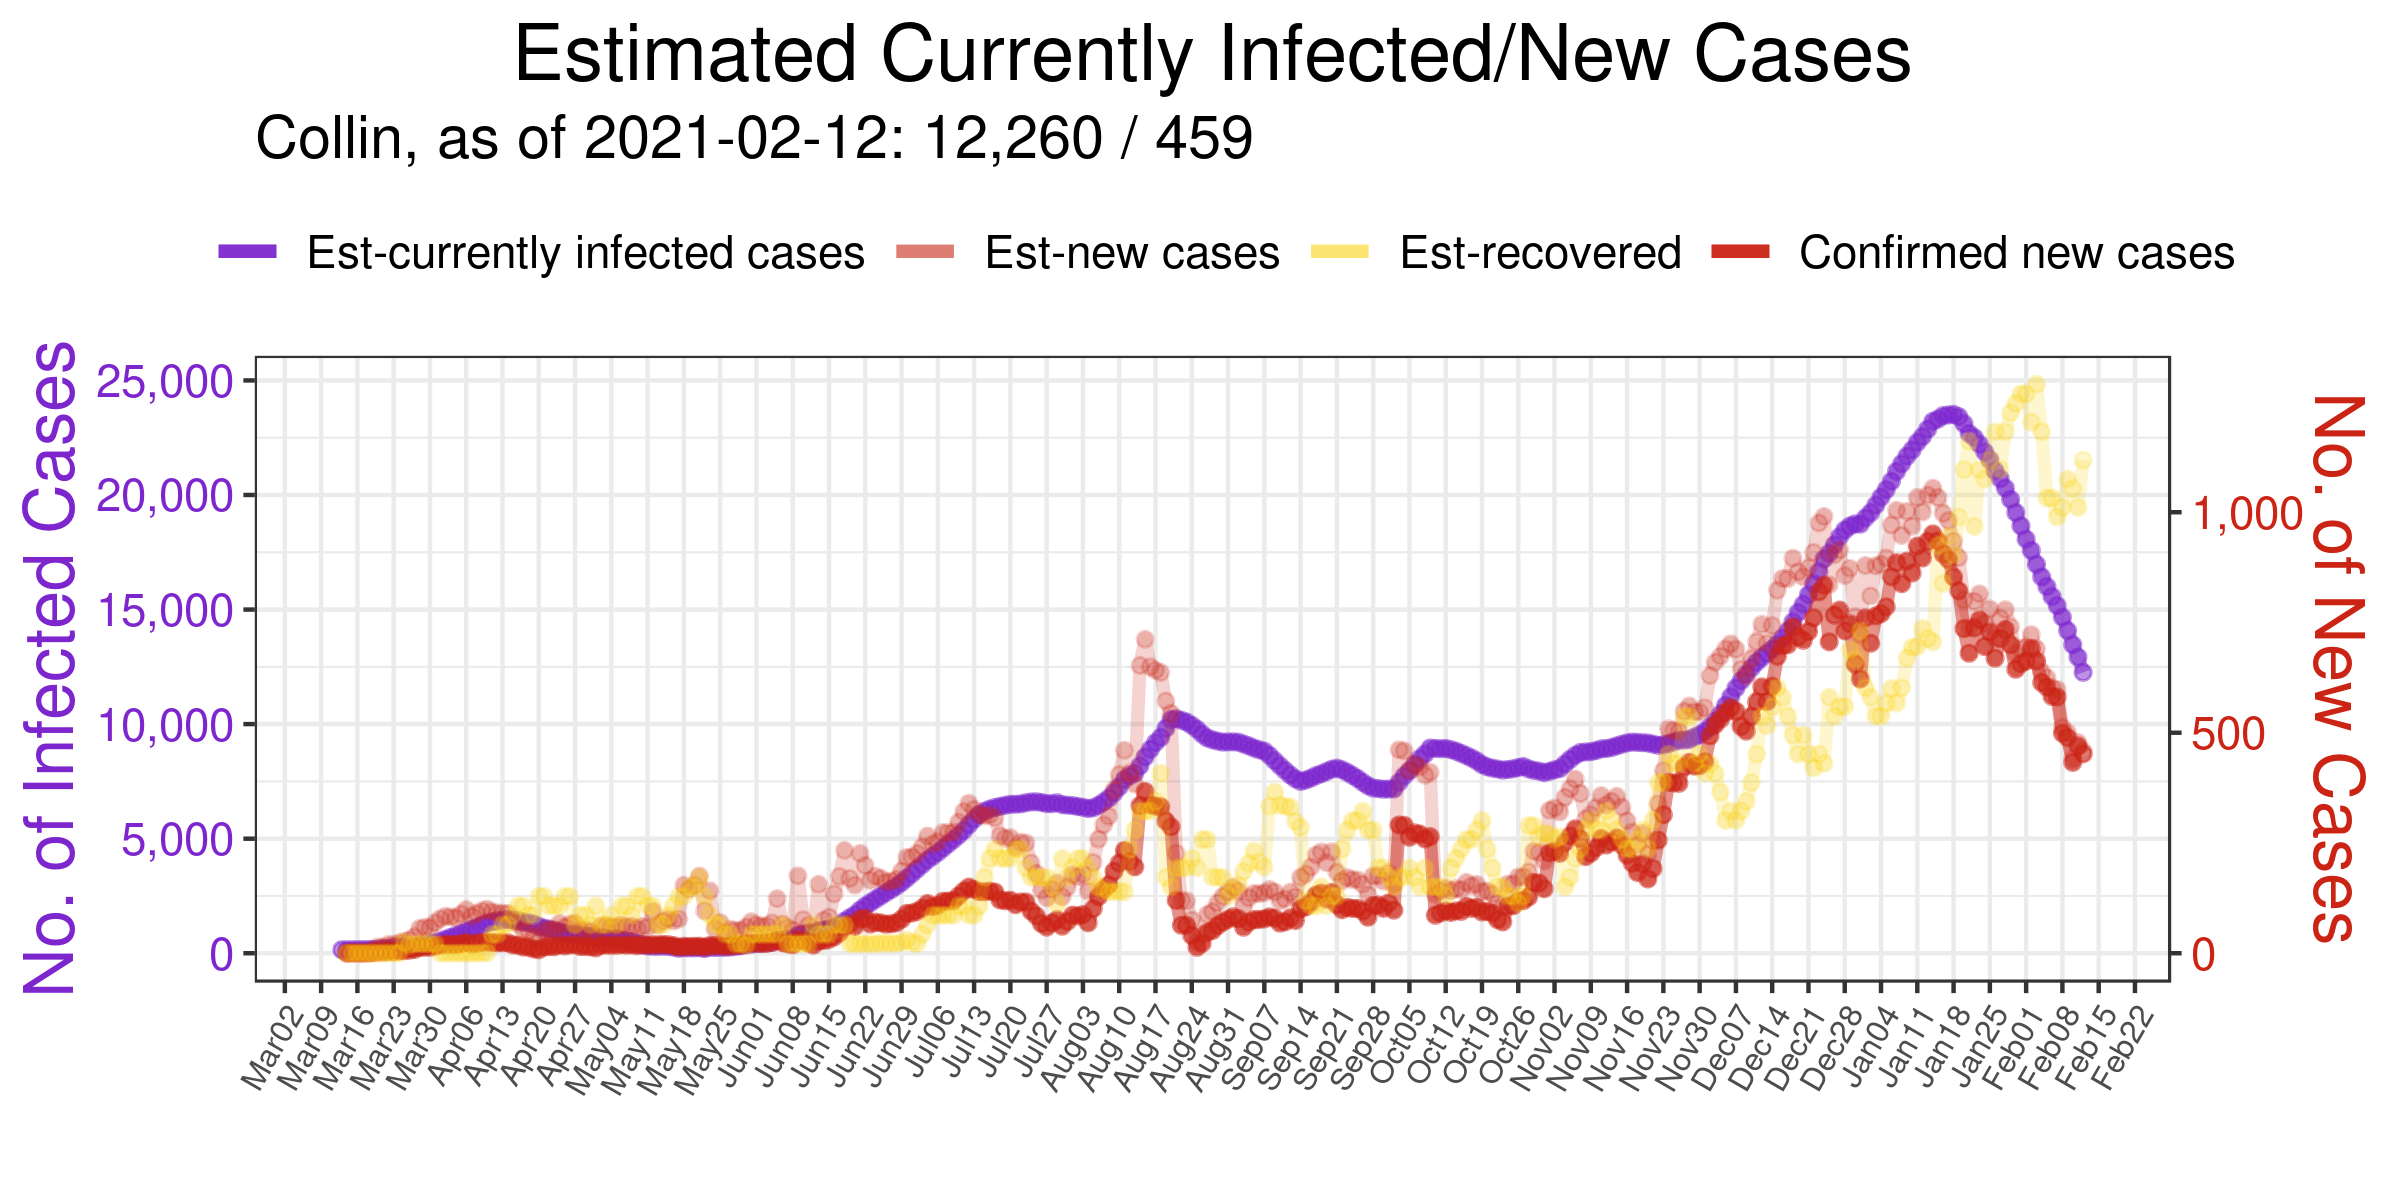 Estimated Currently Infected/New Cases
Collin, as of 2021-02-12: 12,260 / 459
Est-currently infected cases
Est-new cases
Est-recovered
Confirmed new cases
No. of Infected Cases
25,000
20,000
15,000
10,000
5,000
0
1,000
500
0
No. of New Cases
Mar02
Mar09
Mar16
Mar23
Mar30
Apr06
Apr13
Apr20
Apr27
May04
May11
May18
May25
Jun01
Jun08
Jun15
Jun22
Jun29
Jul06
Jul13
Jul20
Jul27
Aug03
Aug10
Aug17
Aug24
Aug31
Sep07
Sep14
Sep21
Sep28
Oct05
Oct12
Oct19
Oct26
Nov02
Nov09
Nov16
Nov23
Nov30
Dec07
Dec14
Dec21
Dec28
Jan04
Jan11
Jan18
Jan25
Feb01
Feb08
Feb15
Feb22